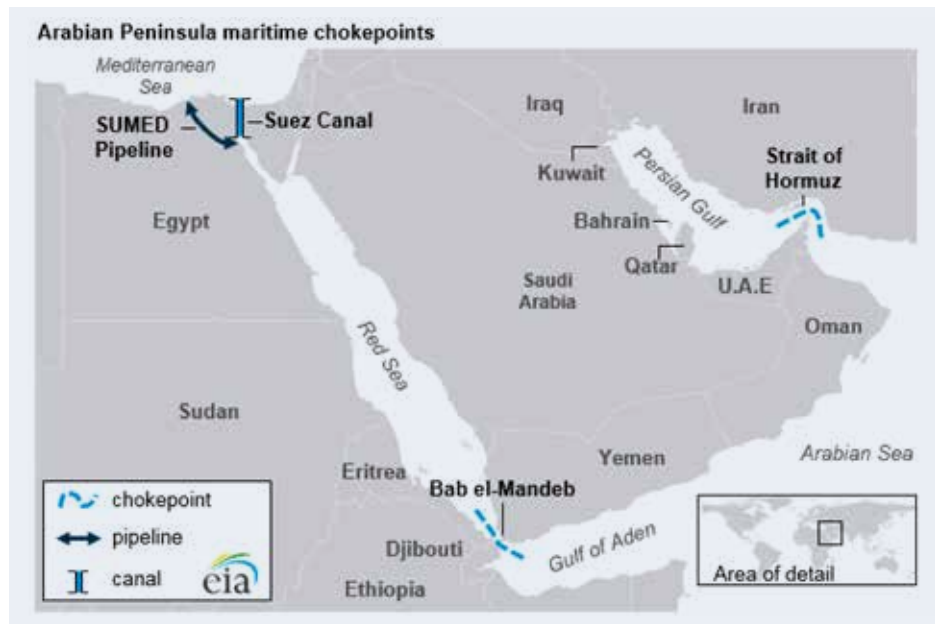 Arabian Peninsula maritime chokepoints
Mediterranean
Sea
SUMED
Pipeline
Suez Canal
Iraq
Iran
Kuwait
Persian Gulf
Strait of
Hormuz
Egypt
Bahrain
Qatar
Saudi
Arabia
U.A.E
Oman
Red Sea
Sudan
Eritrea
Yemen
Arabian Sea
Bab el-Mandeb
Djibouti
Gulf of Aden
Ethiopia
chokepoint
pipeline
canal
eia
Area of detail